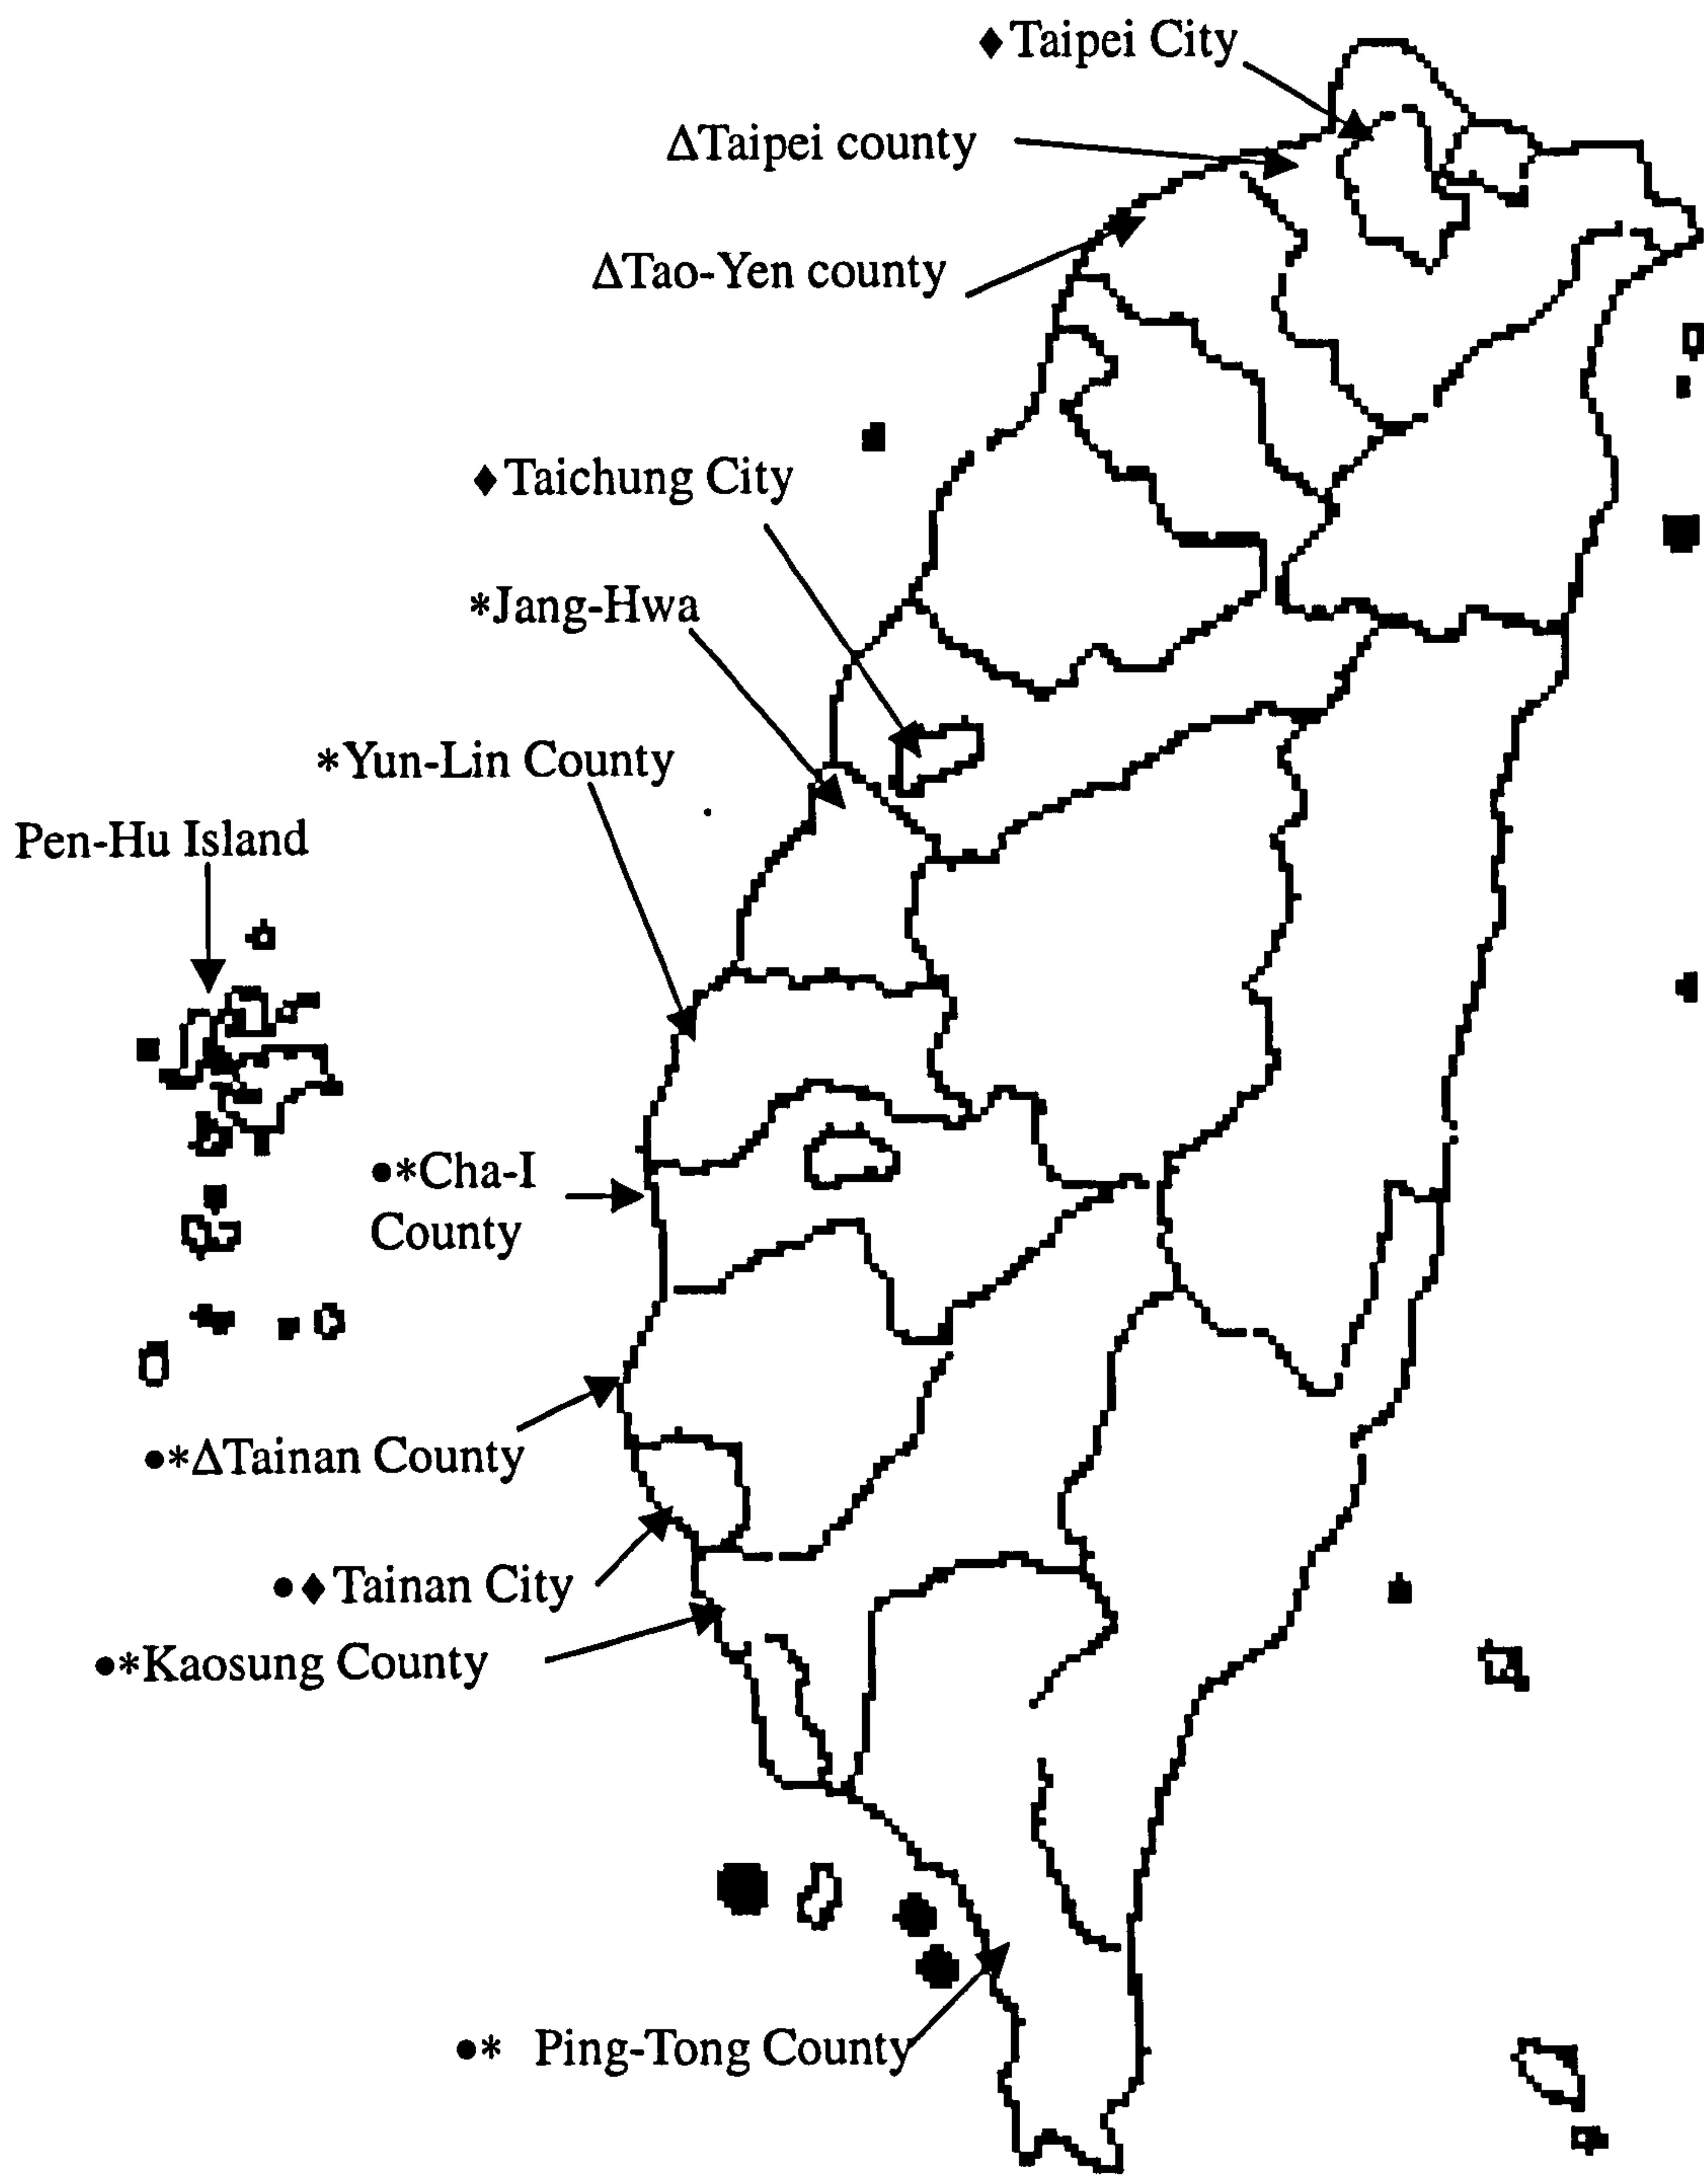 ♦Taipei City
ΔTaipei county
ΔTao-Yen county
♦Taichung City
*Jang-Hwa
*Yun-Lin County
Pen-Hu Island
●*Cha-I
County
●*ΔTainan County
●♦Tainan City
●*Kaosung County
●* Ping-Tong County